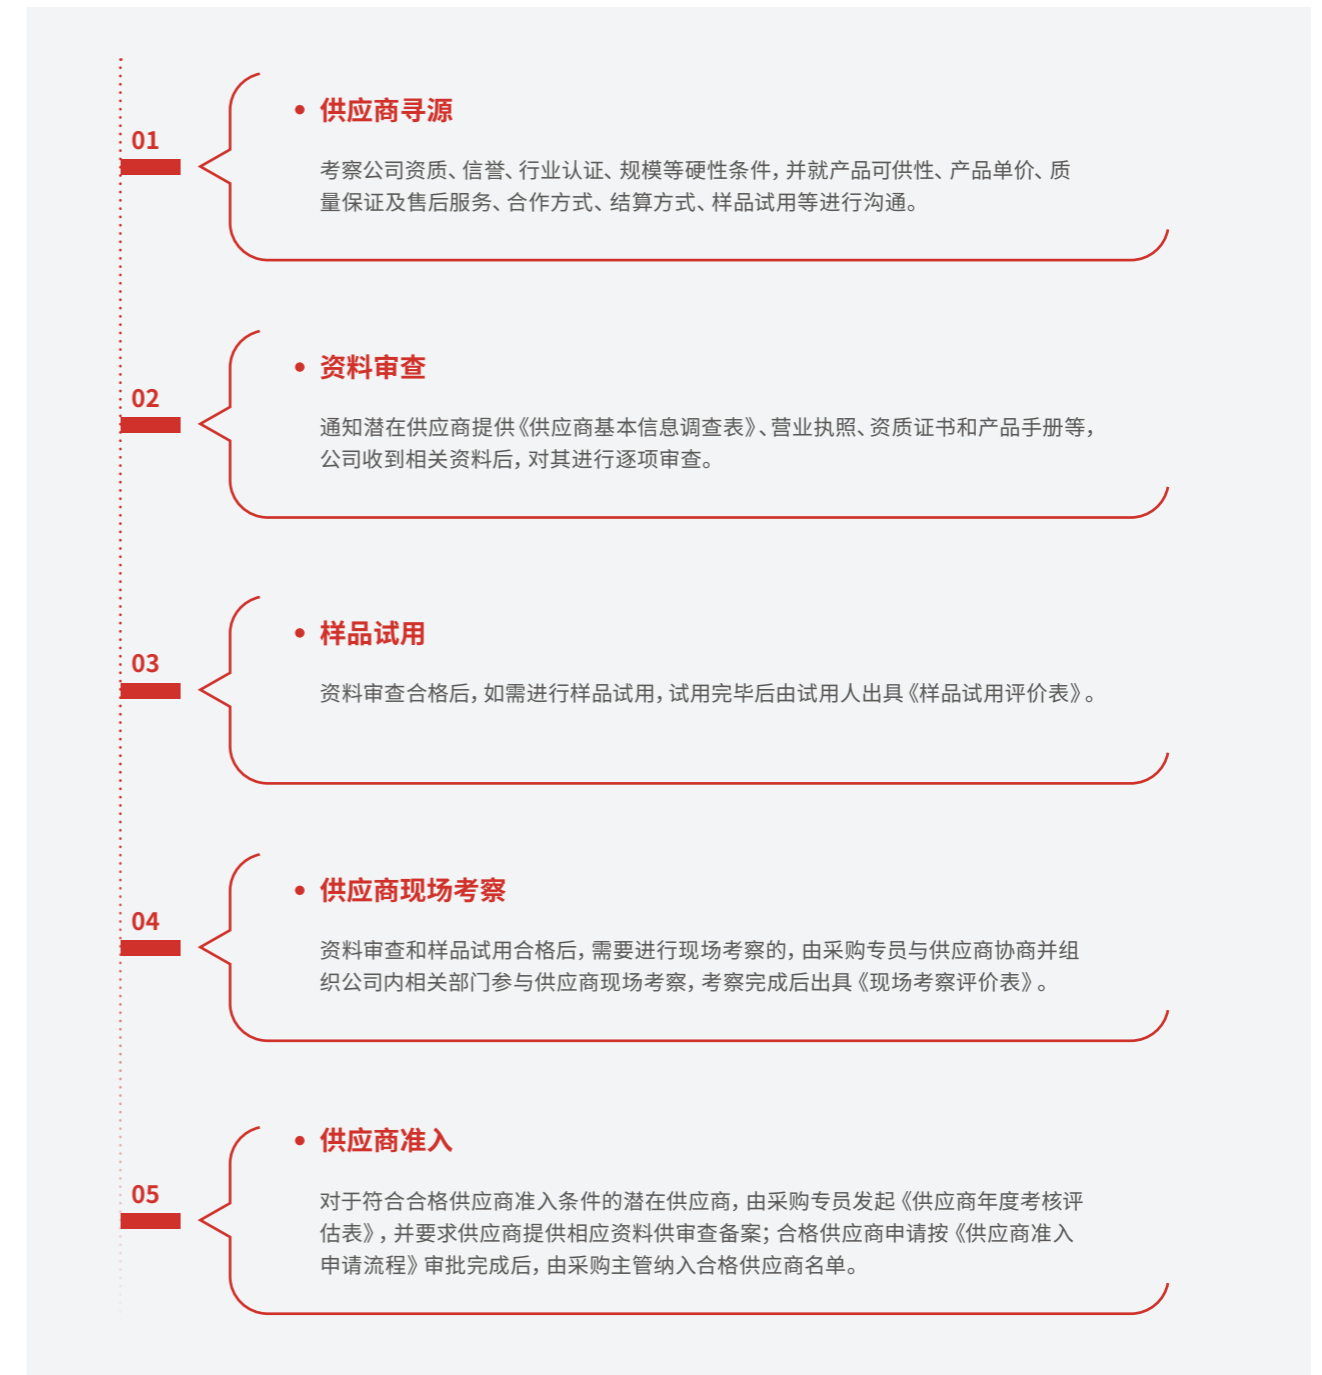 01
• 供应商寻源
考察公司资质、信誉、行业认证、规模等硬性条件，并就产品可供性、产品单价、质
量保证及售后服务、合作方式、结算方式、样品试用等进行沟通。
02
• 资料审查
通知潜在供应商提供《供应商基本信息调查表》、营业执照、资质证书和产品手册等，
公司收到相关资料后，对其进行逐项审查。
03
• 样品试用
资料审查合格后，如需进行样品试用，试用完毕后由试用人出具《样品试用评价表》。
04
• 供应商现场考察
资料审查和样品试用合格后，需要进行现场考察的，由采购专员与供应商协商并组
织公司内相关部门参与供应商现场考察，考察完成后出具《现场考察评价表》。
05
• 供应商准入
对于符合合格供应商准入条件的潜在供应商，由采购专员发起《供应商年度考核评
估表》，并要求供应商提供相应资料供审查备案；合格供应商申请按《供应商准入
申请流程》审批完成后，由采购主管纳入合格供应商名单。